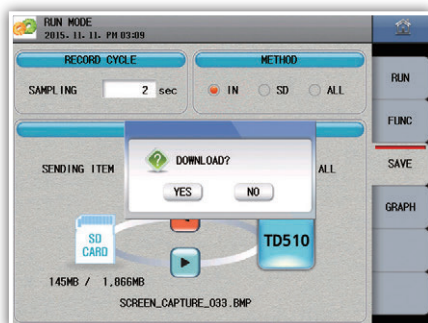 RUN MODE
2015. 11. 11. PM 03:09
RECORD CYCLE
METHOD
SAMPLING 2 sec
IN SD ALL
RUN
FUNC
SAVE
GRAPH
SENDING ITEM ALL
DOWNLOAD?
YES NO
SD
CARD
TD510
145MB / 1,866MB
SCREEN_CAPTURE_033.BMP